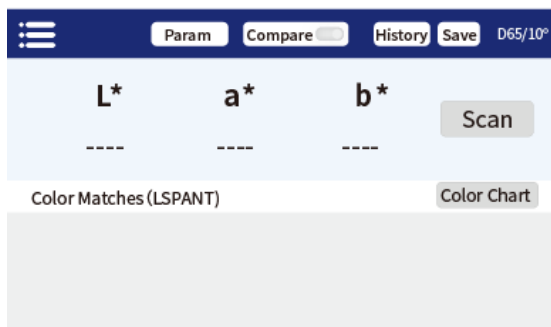 Param Compare History Save D65/10°
L* a* b*
Scan
---- ---- ----
Color Matches(LSPANT) Color Chart